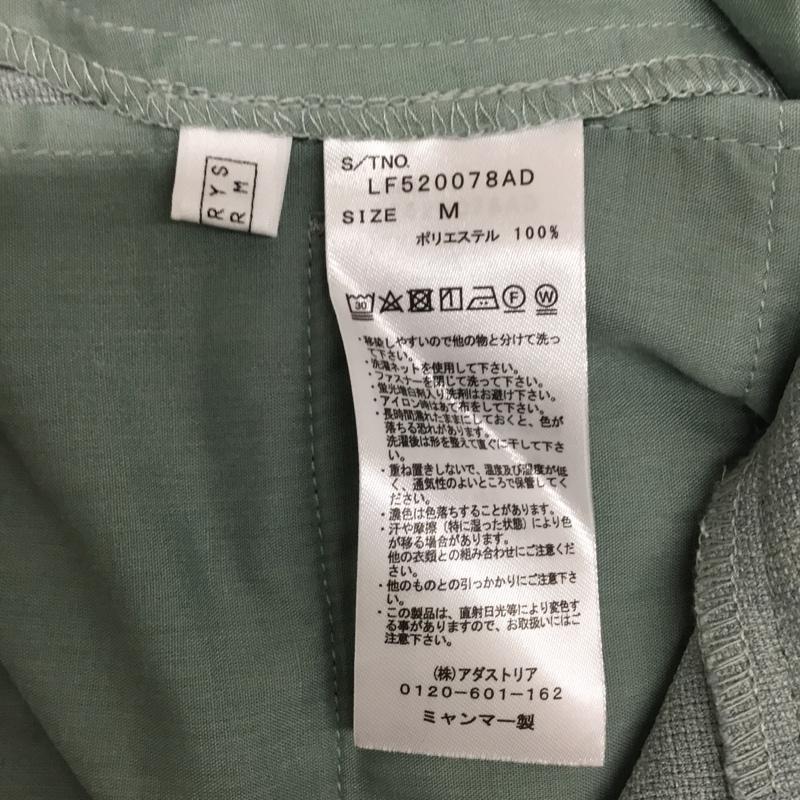 RYS
RM
S/TNO.
LF520078AD
SIZE M
ポリエステル 100%
30
F
W
・移染しやすいので他の物と分けて洗っ
て下さい。
・洗濯ネットを使用して下さい。
・ファスナーを閉じて洗って下さい。
・蛍光増白剤入り洗剤はお避け下さい。
・アイロン時はあて布をして下さい。
・長時間濡れたままにしておくと、色が
落ちる恐れがあります。
洗濯後は形を整えて直ぐに干して下さ
い。
・重ね置きしないで、温度及び湿度が低
く、通気性のよいところで保管してく
ださい。
・濃色は色落ちすることがあります。
・汗や摩擦(特に湿った状態)により色
が移る場合があります。
他の衣類との組み合わせにご注意くだ
さい。
・他のものとの引っかかりにご注意下さ
い。
・この製品は、直射日光等により変色す
る事がありますので、お取扱いにはご
注意下さい。
(株)アダストリア
0120-601-162
ミャンマー製